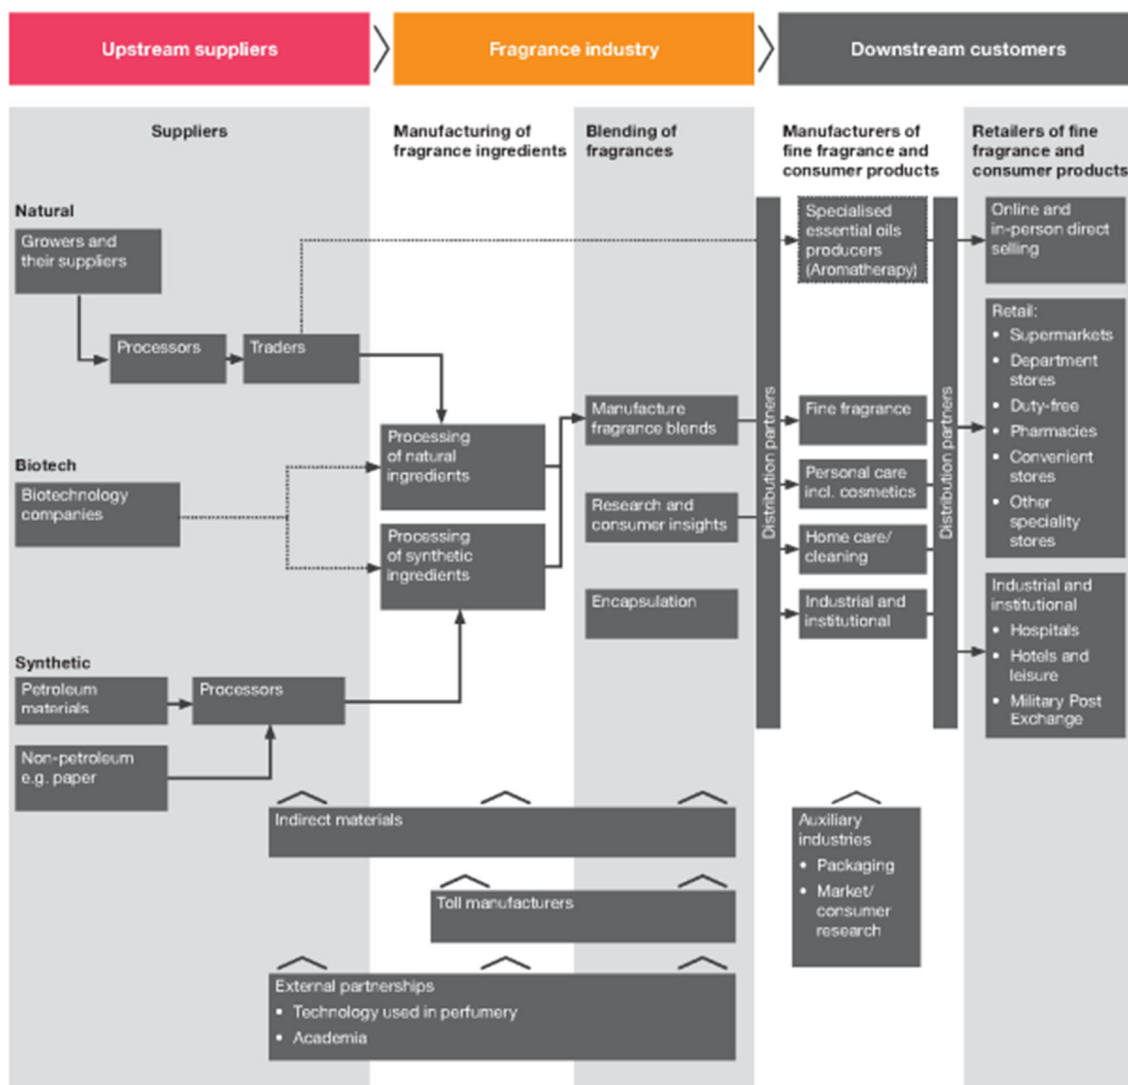 Upstream suppliers
Fragrance industry
Downstream customers
Suppliers
Manufacturing of
fragrance ingredients
Blending of
fragrances
Manufacturers of
fine fragrance and
consumer products
Retailers of fine
fragrance and
consumer products
Natural
Growers and
their suppliers
Processors
Traders
Biotech
Biotechnology
companies
Synthetic
Petroleum
materials
Processors
Non-petroleum
e.g. paper
Processing
of natural
ingredients
Processing
of synthetic
ingredients
Manufacture
fragrance blends
Research and
consumer insights
Encapsulation
Distribution partners
Specialised
essential oils
producers
(Aromatherapy)
Fine fragrance
Personal care
incl. cosmetics
Home care/
cleaning
Industrial and
institutional
Distribution partners
Online and
in-person direct
selling
Retail:
• Supermarkets
• Department
stores
• Duty-free
• Pharmacies
• Convenient
stores
• Other
speciality
stores
Industrial and
institutional
• Hospitals
• Hotels and
leisure
• Military Post
Exchange
Indirect materials
Toll manufacturers
External partnerships
• Technology used in perfumery
• Academia
Auxiliary
industries
• Packaging
• Market/
consumer
research